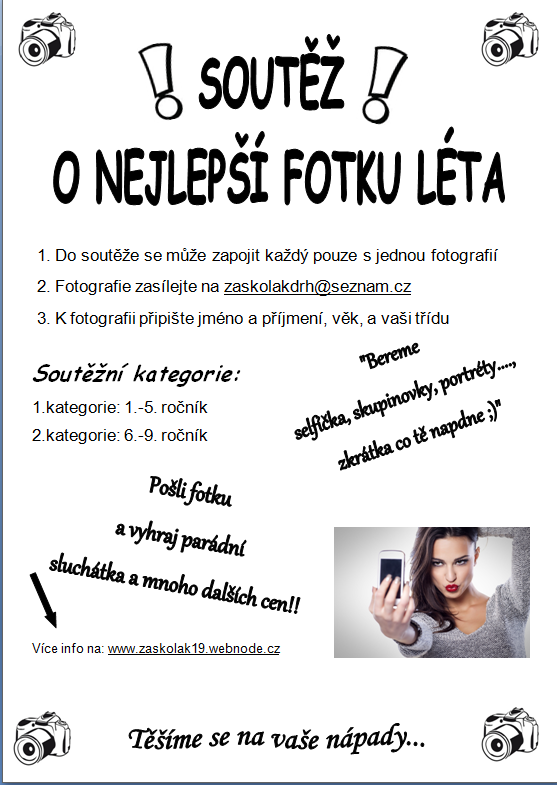 ! SOUTĚŽ !
O NEJLEPŠÍ FOTKU LÉTA
1. Do soutěže se může zapojit každý pouze s jednou fotografií
2. Fotografie zasílejte na zaskolakdrh@seznam.cz
3. K fotografii připište jméno a příjmení, věk, a vaši třídu
"Bereme
selfíčka, skupinovky, portréty....,
zkrátka co tě napdne ;)"
Soutěžní kategorie:
1.kategorie: 1.-5. ročník
2.kategorie: 6.-9. ročník
Pošli fotku
a vyhraj parádní
sluchátka a mnoho dalších cen!!
Více info na: www.zaskolak19.webnode.cz
Těšíme se na vaše nápady...